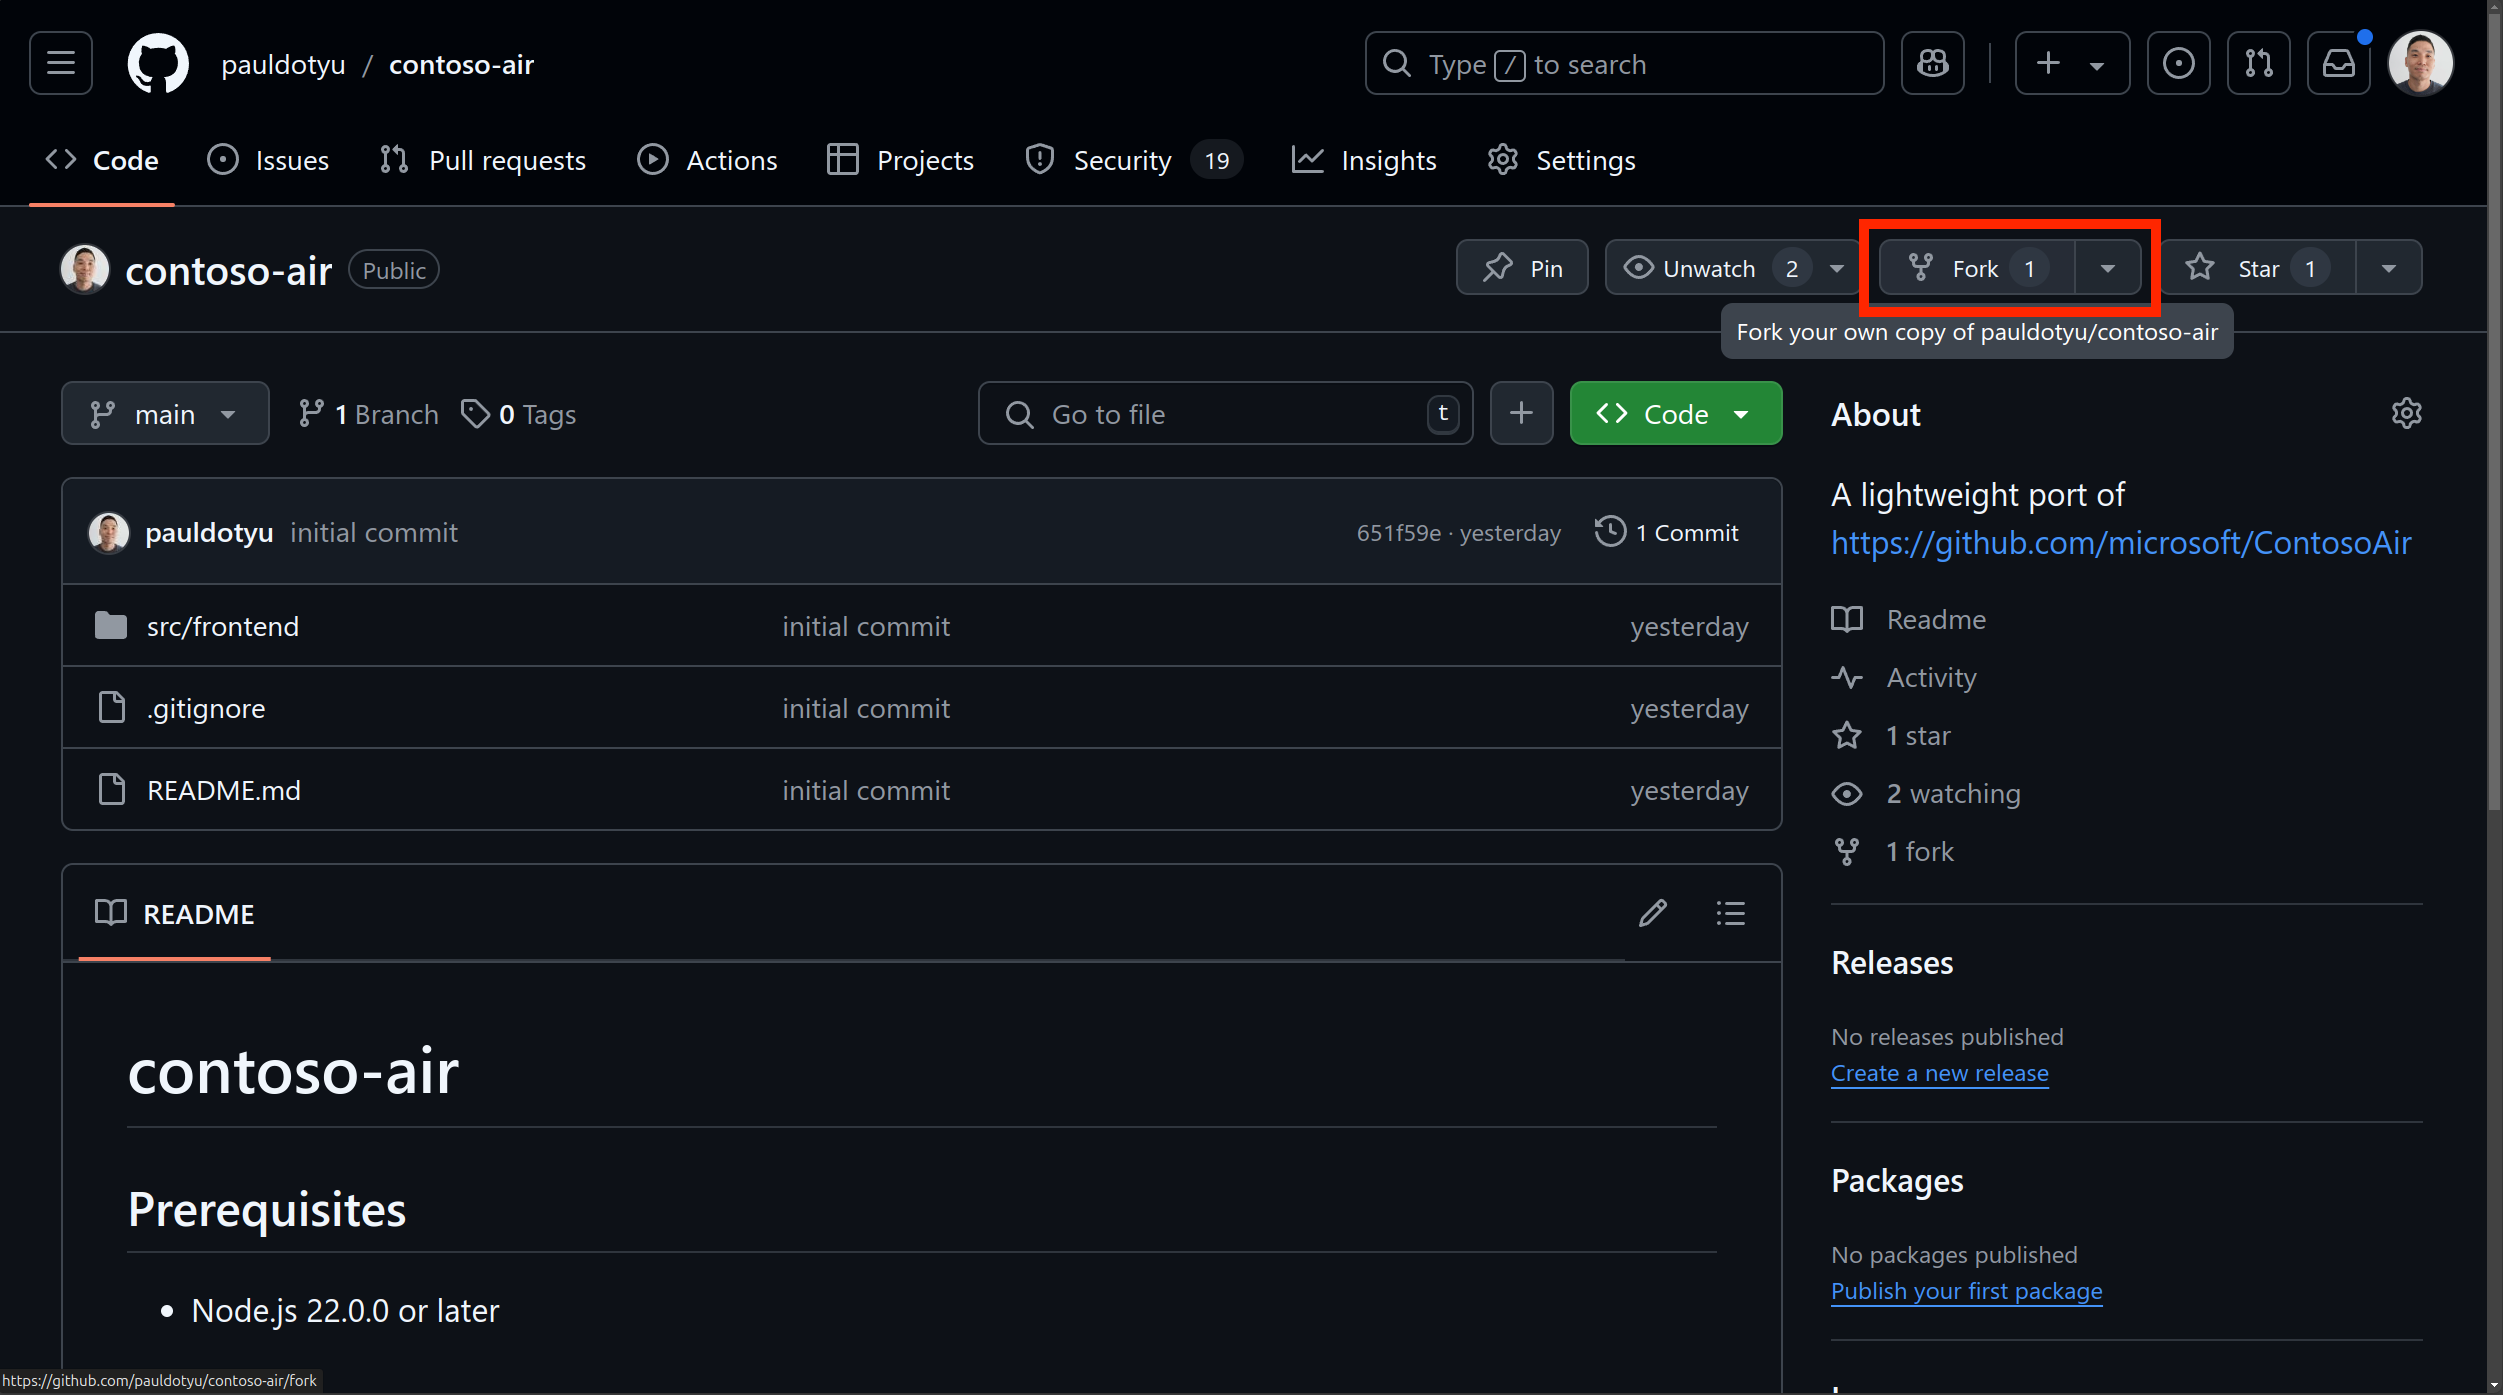 pauldotyu / contoso-air
Type / to search
Code Issues Pull requests Actions Projects Security 19 Insights Settings
contoso-air Public
Pin Unwatch 2 Fork 1 Star 1
Fork your own copy of pauldotyu/contoso-air
main 1 Branch 0 Tags Go to file t Code
pauldotyu initial commit 651f59e · yesterday 1 Commit
src/frontend initial commit yesterday
.gitignore initial commit yesterday
README.md initial commit yesterday
README
contoso-air
Prerequisites
• Node.js 22.0.0 or later
About
A lightweight port of
https://github.com/microsoft/ContosoAir
Readme
Activity
1 star
2 watching
1 fork
Releases
No releases published
Create a new release
Packages
No packages published
Publish your first package
https://github.com/pauldotyu/contoso-air/fork